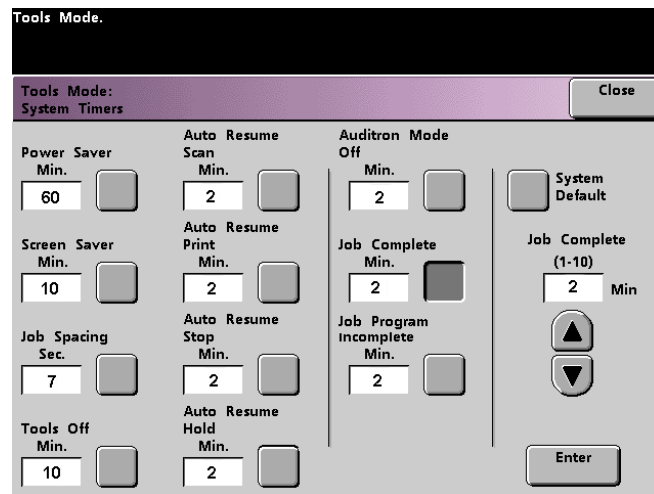 Tools Mode.
Tools Mode:
System Timers
Close
Power Saver
Min.
60
Screen Saver
Min.
10
Job Spacing
Sec.
7
Tools Off
Min.
10
Auto Resume
Scan
Min.
2
Auto Resume
Print
Min.
2
Auto Resume
Stop
Min.
2
Auto Resume
Hold
Min.
2
Auditron Mode
Off
Min.
2
Job Complete
Min.
2
Job Program
Incomplete
Min.
2
System
Default
Job Complete
(1-10)
2 Min
Enter